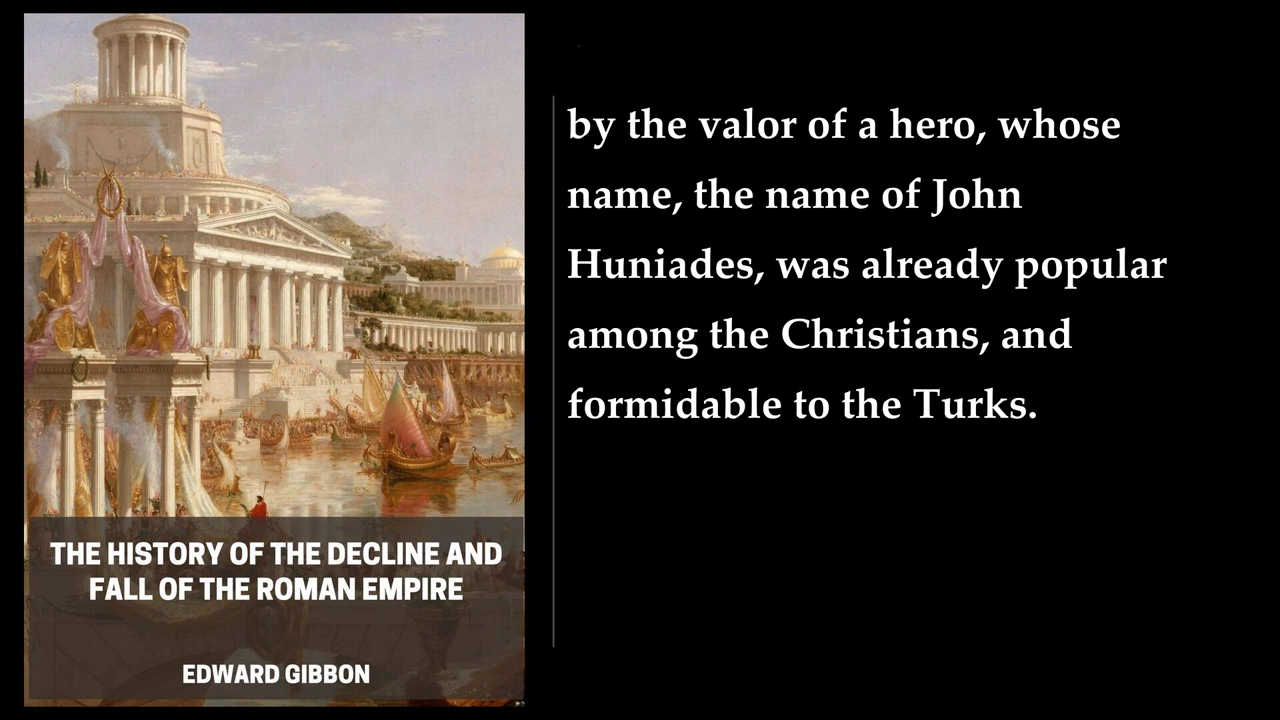 THE HISTORY OF THE DECLINE AND
FALL OF THE ROMAN EMPIRE
EDWARD GIBBON
by the valor of a hero, whose
name, the name of John
Huniades, was already popular
among the Christians, and
formidable to the Turks.